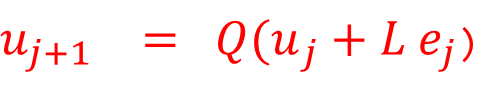 u_{j+1} = Q(u_j + L e_j)